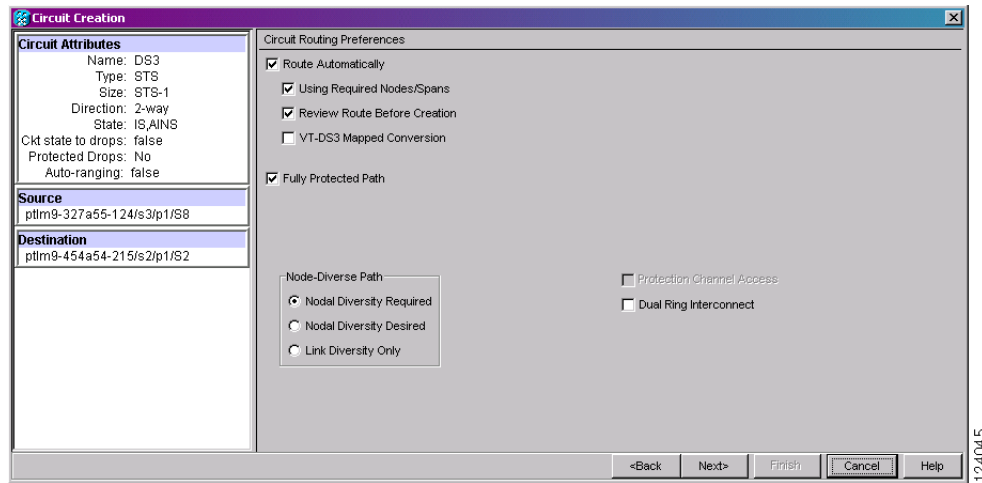 Circuit Creation
Circuit Attributes
Name: DS3
Type: STS
Size: STS-1
Direction: 2-way
State: IS,AINS
Ckt state to drops: false
Protected Drops: No
Auto-ranging: false
Source
ptlm9-327a55-124/s3/p1/S8
Destination
ptlm9-454a54-215/s2/p1/S2
Circuit Routing Preferences
Route Automatically
Using Required Nodes/Spans
Review Route Before Creation
VT-DS3 Mapped Conversion
Fully Protected Path
Node-Diverse Path
Nodal Diversity Required
Nodal Diversity Desired
Link Diversity Only
Protection Channel Access
Dual Ring Interconnect
<Back Next> Finish Cancel Help
124045